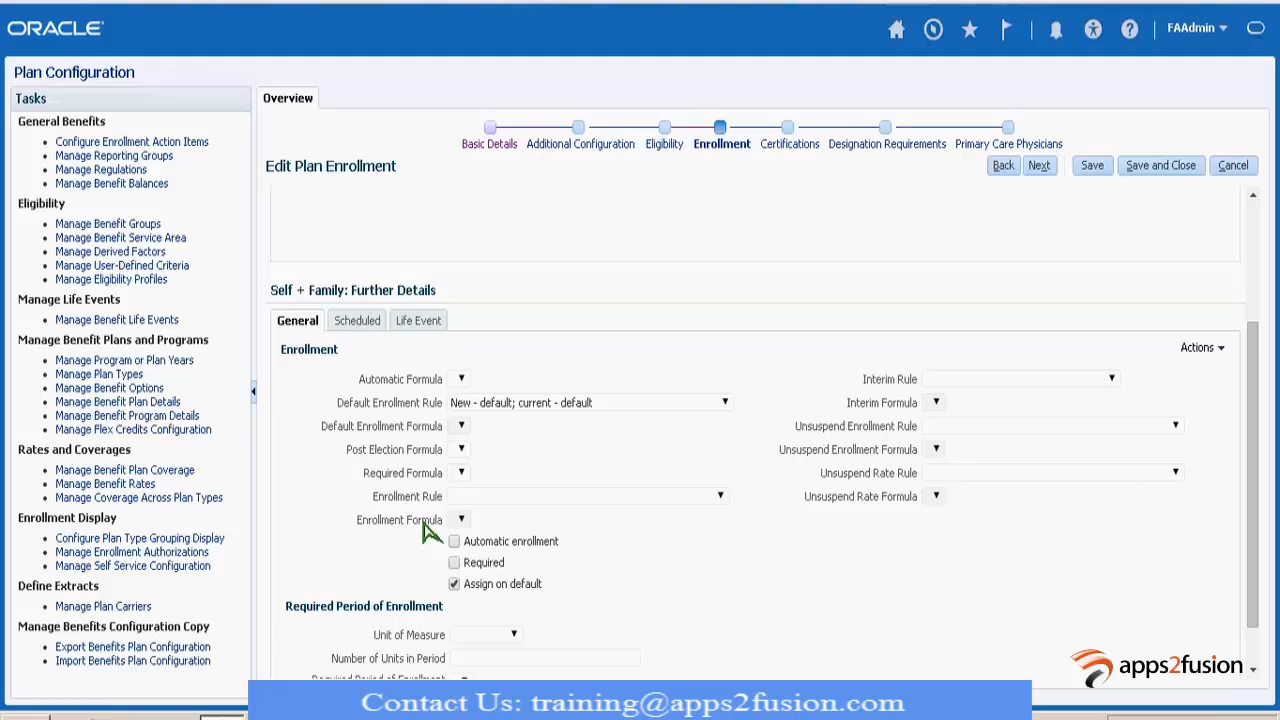 ORACLE
FAAdmin
Plan Configuration
Tasks
General Benefits
Configure Enrollment Action Items
Manage Reporting Groups
Manage Regulations
Manage Benefit Balances
Eligibility
Manage Benefit Groups
Manage Benefit Service Area
Manage Derived Factors
Manage User-Defined Criteria
Manage Eligibility Profiles
Manage Life Events
Manage Benefit Life Events
Manage Benefit Plans and Programs
Manage Program or Plan Years
Manage Plan Types
Manage Benefit Options
Manage Benefit Plan Details
Manage Benefit Program Details
Manage Flex Credits Configuration
Rates and Coverages
Manage Benefit Plan Coverage
Manage Benefit Rates
Manage Coverage Across Plan Types
Enrollment Display
Configure Plan Type Grouping Display
Manage Enrollment Authorizations
Manage Self Service Configuration
Define Extracts
Manage Plan Carriers
Manage Benefits Configuration Copy
Export Benefits Plan Configuration
Import Benefits Plan Configuration
Overview
Basic Details Additional Configuration Eligibility Enrollment Certifications Designation Requirements Primary Care Physicians
Edit Plan Enrollment
Back Next Save Save and Close Cancel
Self + Family: Further Details
General Scheduled Life Event
Enrollment
Actions
Automatic Formula
Default Enrollment Rule New - default; current - default
Default Enrollment Formula
Post Election Formula
Required Formula
Enrollment Rule
Enrollment Formula
Automatic enrollment
Required
Assign on default
Interim Rule
Interim Formula
Unsuspend Enrollment Rule
Unsuspend Enrollment Formula
Unsuspend Rate Rule
Unsuspend Rate Formula
Required Period of Enrollment
Unit of Measure
Number of Units in Period
Required Period of Enrollment
apps2fusion
Contact Us: training@apps2fusion.com